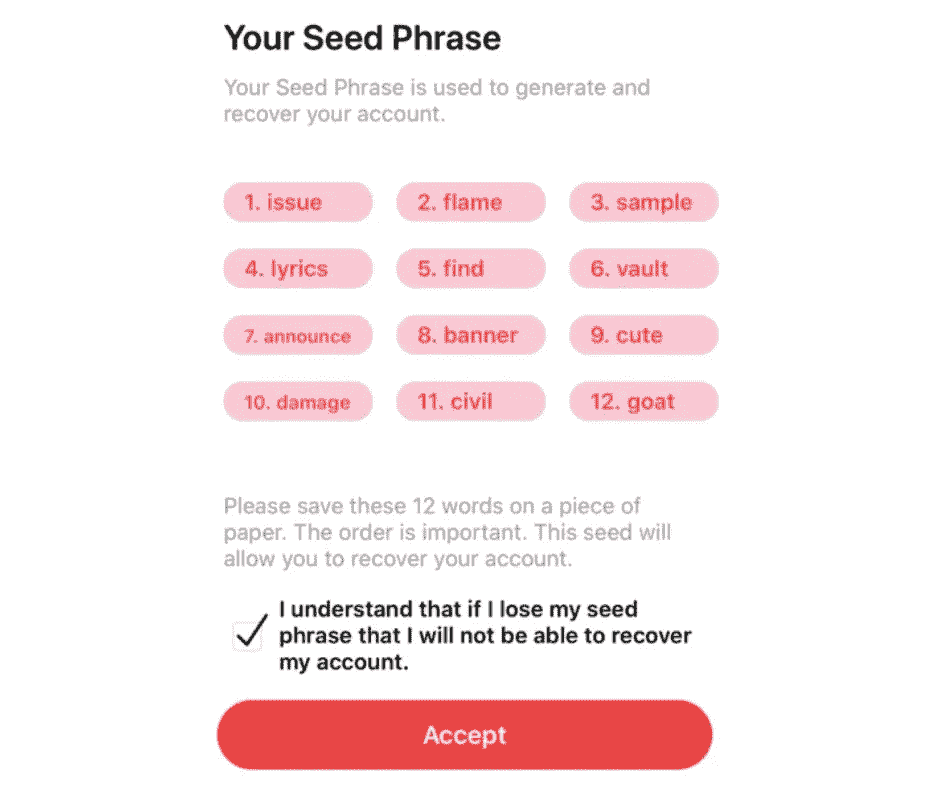 Your Seed Phrase
Your Seed Phrase is used to generate and
recover your account.
1. issue 2. flame 3. sample
4. lyrics 5. find 6. vault
7. announce 8. banner 9. cute
10. damage 11. civil 12. goat
Please save these 12 words on a piece of
paper. The order is important. This seed will
allow you to recover your account.
I understand that if I lose my seed
phrase that I will not be able to recover
my account.
Accept